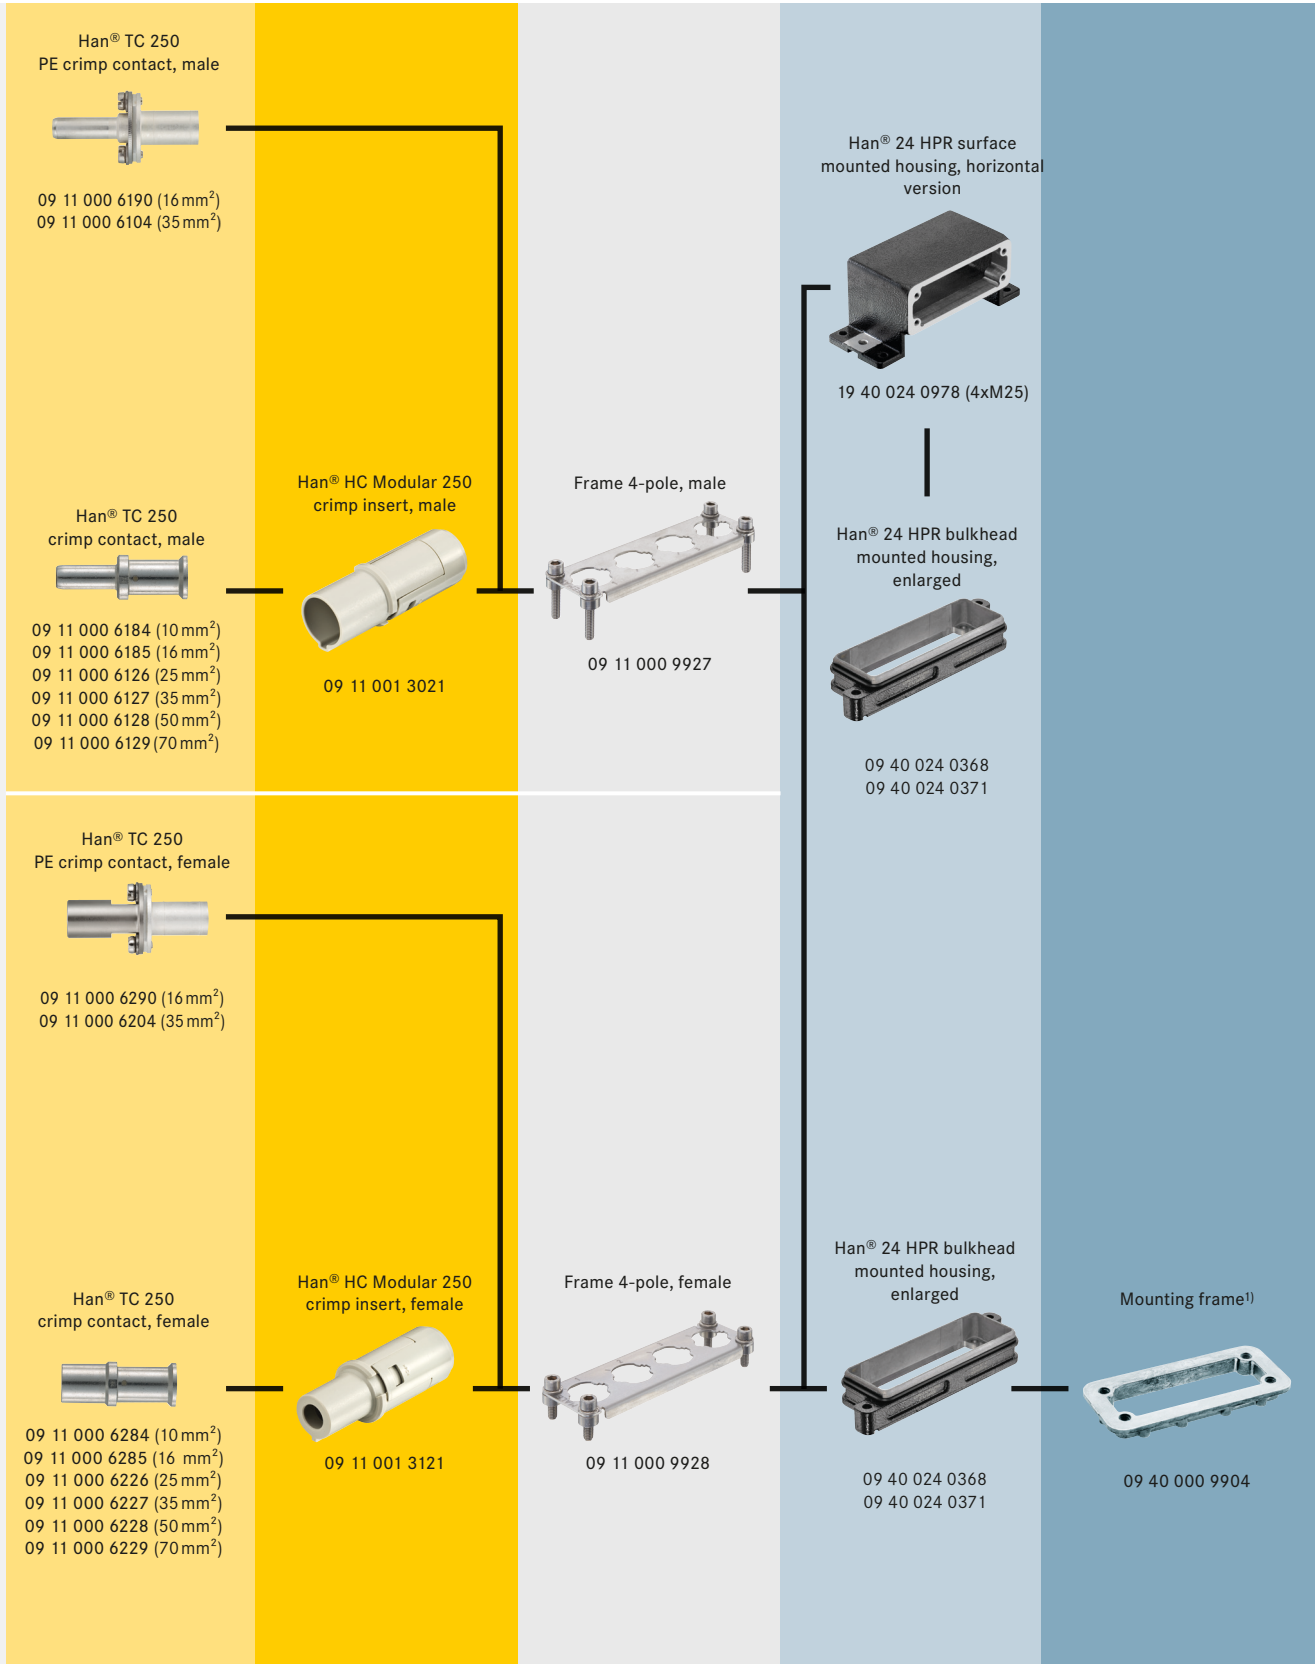 Han® TC 250
PE crimp contact, male
09 11 000 6190 (16 mm²)
09 11 000 6104 (35 mm²)
Han® TC 250
crimp contact, male
09 11 000 6184 (10 mm²)
09 11 000 6185 (16 mm²)
09 11 000 6126 (25 mm²)
09 11 000 6127 (35 mm²)
09 11 000 6128 (50 mm²)
09 11 000 6129 (70 mm²)
Han® HC Modular 250
crimp insert, male
09 11 001 3021
Frame 4-pole, male
09 11 000 9927
Han® 24 HPR surface
mounted housing, horizontal
version
19 40 024 0978 (4xM25)
Han® 24 HPR bulkhead
mounted housing,
enlarged
09 40 024 0368
09 40 024 0371
Han® TC 250
PE crimp contact, female
09 11 000 6290 (16 mm²)
09 11 000 6204 (35 mm²)
Han® TC 250
crimp contact, female
09 11 000 6284 (10 mm²)
09 11 000 6285 (16 mm²)
09 11 000 6226 (25 mm²)
09 11 000 6227 (35 mm²)
09 11 000 6228 (50 mm²)
09 11 000 6229 (70 mm²)
Han® HC Modular 250
crimp insert, female
09 11 001 3121
Frame 4-pole, female
09 11 000 9928
Han® 24 HPR bulkhead
mounted housing,
enlarged
09 40 024 0368
09 40 024 0371
Mounting frame¹⁾
09 40 000 9904